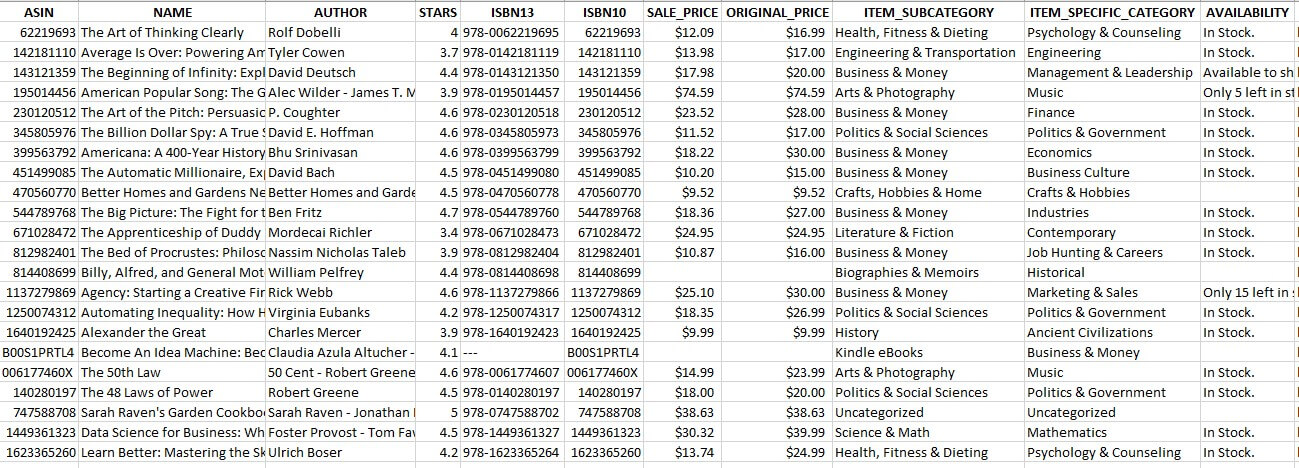 ASIN NAME AUTHOR STARS ISBN13 ISBN10 SALE_PRICE ORIGINAL_PRICE ITEM_SUBCATEGORY ITEM_SPECIFIC_CATEGORY AVAILABILITY
62219693 The Art of Thinking Clearly Rolf Dobelli 4 978-0062219695 62219693 $12.09 $16.99 Health, Fitness & Dieting Psychology & Counseling In Stock.
142181110 Average Is Over: Powering Am Tyler Cowen 3.7 978-0142181119 142181110 $13.98 $17.00 Engineering & Transportation Engineering In Stock.
143121359 The Beginning of Infinity: Expl David Deutsch 4.4 978-0143121350 143121359 $17.98 $20.00 Business & Money Management & Leadership Available to sh
195014456 American Popular Song: The G Alec Wilder - James T. M 3.9 978-0195014457 195014456 $74.59 $74.59 Arts & Photography Music Only 5 left in st
230120512 The Art of the Pitch: Persuasic P. Coughter 4.6 978-0230120518 230120512 $23.52 $28.00 Business & Money Finance In Stock.
345805976 The Billion Dollar Spy: A True S David E. Hoffman 4.6 978-0345805973 345805976 $11.52 $17.00 Politics & Social Sciences Politics & Government In Stock.
399563792 Americana: A 400-Year History Bhu Srinivasan 4.6 978-0399563799 399563792 $18.22 $30.00 Business & Money Economics In Stock.
451499085 The Automatic Millionaire, Ex David Bach 4.5 978-0451499080 451499085 $10.20 $15.00 Business & Money Business Culture In Stock.
470560770 Better Homes and Gardens Ne Better Homes and Garde 4.5 978-0470560778 470560770 $9.52 $9.52 Crafts, Hobbies & Home Crafts & Hobbies
544789768 The Big Picture: The Fight for t Ben Fritz 4.7 978-0544789760 544789768 $18.36 $27.00 Business & Money Industries In Stock.
671028472 The Apprenticeship of Duddy Mordecai Richler 3.4 978-0671028473 671028472 $24.95 $24.95 Literature & Fiction Contemporary In Stock.
812982401 The Bed of Procrustes: Philosc Nassim Nicholas Taleb 3.9 978-0812982404 812982401 $10.87 $16.00 Business & Money Job Hunting & Careers In Stock.
814408699 Billy, Alfred, and General Mot William Pelfrey 4.4 978-0814408698 814408699 Biographies & Memoirs Historical
1137279869 Agency: Starting a Creative Fir Rick Webb 4.6 978-1137279866 1137279869 $25.10 $30.00 Business & Money Marketing & Sales Only 15 left in s
1250074312 Automating Inequality: How H Virginia Eubanks 4.2 978-1250074317 1250074312 $18.35 $26.99 Politics & Social Sciences Politics & Government In Stock.
1640192425 Alexander the Great Charles Mercer 3.9 978-1640192423 1640192425 $9.99 $9.99 History Ancient Civilizations In Stock.
B00S1PRTL4 Become An Idea Machine: Bec Claudia Azula Altucher - 4.1 --- B00S1PRTL4 Kindle eBooks Business & Money
006177460X The 50th Law 50 Cent - Robert Greene 4.6 978-0061774607 006177460X $14.99 $23.99 Arts & Photography Music In Stock.
140280197 The 48 Laws of Power Robert Greene 4.5 978-0140280197 140280197 $18.00 $20.00 Politics & Social Sciences Politics & Government In Stock.
747588708 Sarah Raven's Garden Cookbo Sarah Raven - Jonathan 5 978-0747588702 747588708 $38.63 $38.63 Uncategorized Uncategorized
1449361323 Data Science for Business: Wh Foster Provost - Tom Fav 4.5 978-1449361327 1449361323 $30.32 $39.99 Science & Math Mathematics In Stock.
1623365260 Learn Better: Mastering the Sk Ulrich Boser 4.2 978-1623365264 1623365260 $13.74 $24.99 Health, Fitness & Dieting Psychology & Counseling In Stock.